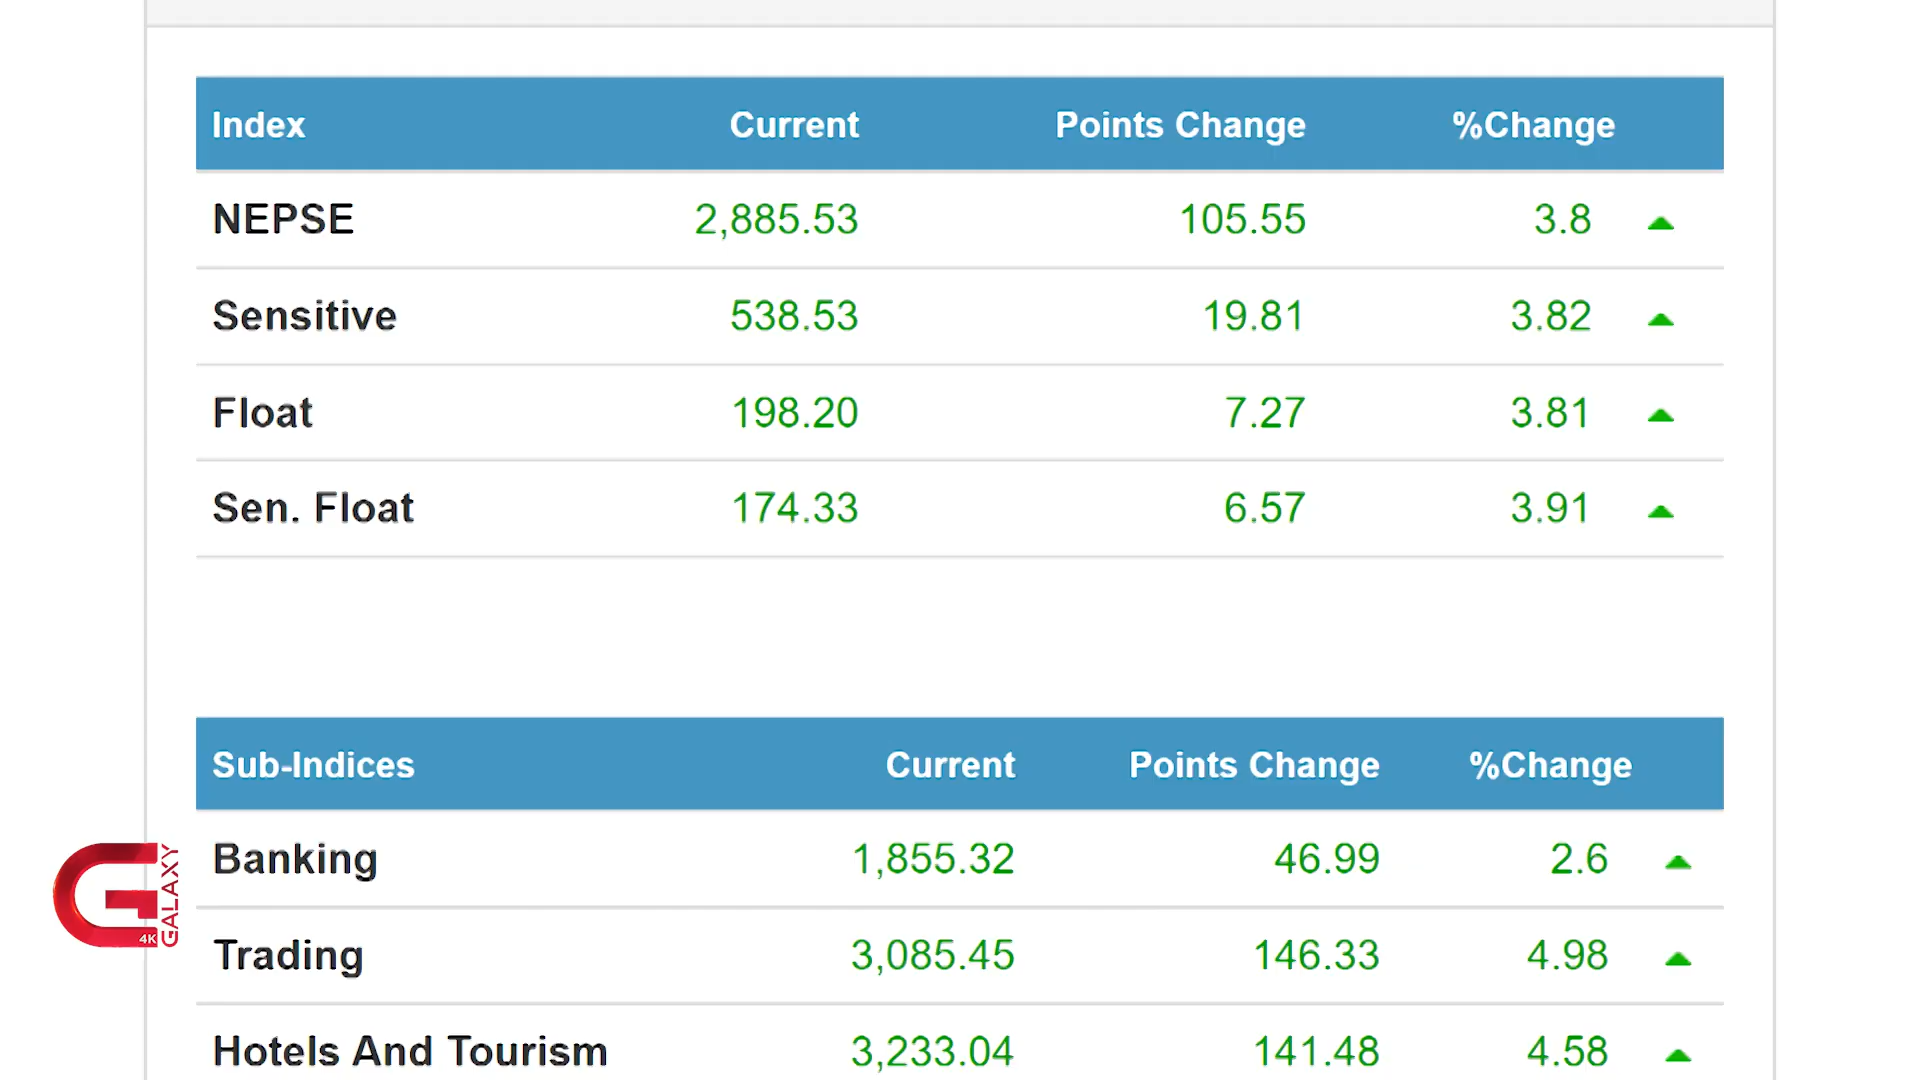 Index Current Points Change %Change
NEPSE 2,885.53 105.55 3.8
Sensitive 538.53 19.81 3.82
Float 198.20 7.27 3.81
Sen. Float 174.33 6.57 3.91
Sub-Indices Current Points Change %Change
Banking 1,855.32 46.99 2.6
Trading 3,085.45 146.33 4.98
Hotels And Tourism 3,233.04 141.48 4.58
GALAXY
4K